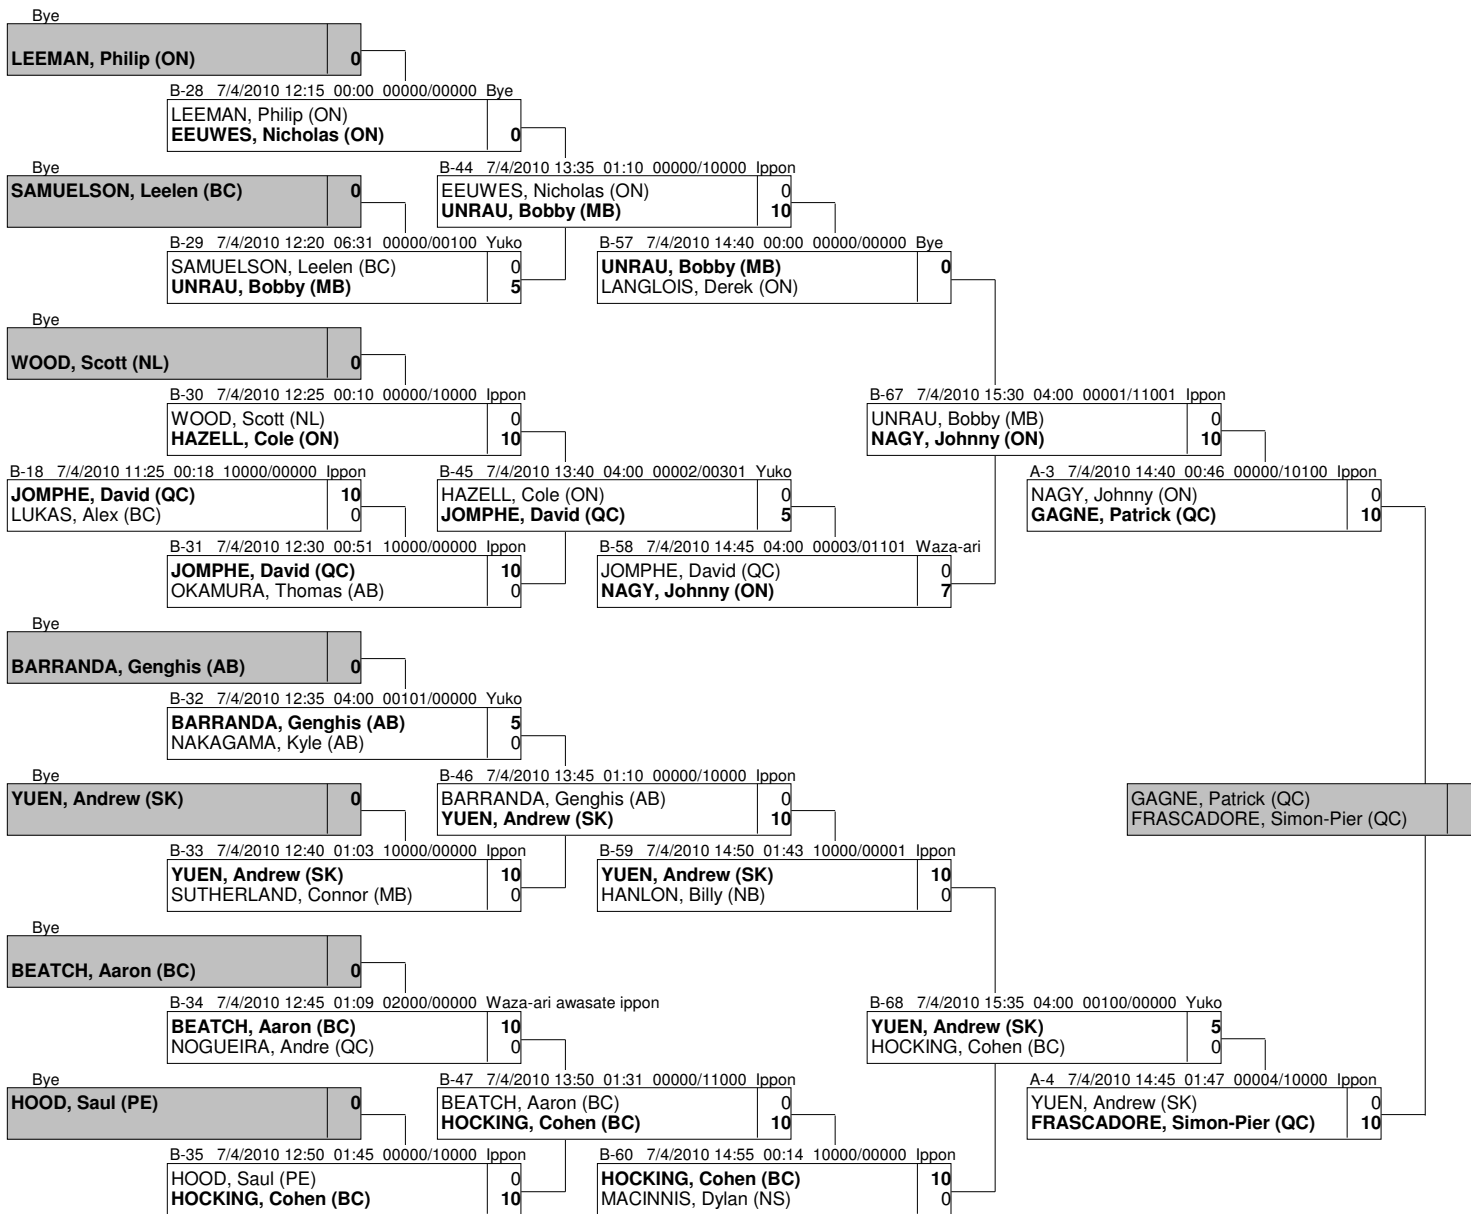 Bye
LEEMAN, Philip (ON) 0
B-28 7/4/2010 12:15 00:00 00000/00000 Bye
LEEMAN, Philip (ON)
EEUWES, Nicholas (ON) 0
Bye
SAMUELSON, Leelen (BC) 0
B-44 7/4/2010 13:35 01:10 00000/10000 Ippon
EEUWES, Nicholas (ON) 0
UNRAU, Bobby (MB) 10
B-29 7/4/2010 12:20 06:31 00000/00100 Yuko
SAMUELSON, Leelen (BC) 0
UNRAU, Bobby (MB) 5
B-57 7/4/2010 14:40 00:00 00000/00000 Bye
UNRAU, Bobby (MB) 0
LANGLOIS, Derek (ON)
Bye
WOOD, Scott (NL) 0
B-30 7/4/2010 12:25 00:10 00000/10000 Ippon
WOOD, Scott (NL) 0
HAZELL, Cole (ON) 10
B-67 7/4/2010 15:30 04:00 00001/11001 Ippon
UNRAU, Bobby (MB) 0
NAGY, Johnny (ON) 10
B-18 7/4/2010 11:25 00:18 10000/00000 Ippon
JOMPHE, David (QC) 10
LUKAS, Alex (BC) 0
B-45 7/4/2010 13:40 04:00 00002/00301 Yuko
HAZELL, Cole (ON) 0
JOMPHE, David (QC) 5
A-3 7/4/2010 14:40 00:46 00000/10100 Ippon
NAGY, Johnny (ON) 0
GAGNE, Patrick (QC) 10
B-31 7/4/2010 12:30 00:51 10000/00000 Ippon
JOMPHE, David (QC) 10
OKAMURA, Thomas (AB) 0
B-58 7/4/2010 14:45 04:00 00003/01101 Waza-ari
JOMPHE, David (QC) 0
NAGY, Johnny (ON) 7
Bye
BARRANDA, Genghis (AB) 0
B-32 7/4/2010 12:35 04:00 00101/00000 Yuko
BARRANDA, Genghis (AB) 5
NAKAGAMA, Kyle (AB) 0
Bye
YUEN, Andrew (SK) 0
B-46 7/4/2010 13:45 01:10 00000/10000 Ippon
BARRANDA, Genghis (AB) 0
YUEN, Andrew (SK) 10
GAGNE, Patrick (QC)
FRASCADORE, Simon-Pier (QC)
B-33 7/4/2010 12:40 01:03 10000/00000 Ippon
YUEN, Andrew (SK) 10
SUTHERLAND, Connor (MB) 0
B-59 7/4/2010 14:50 01:43 10000/00001 Ippon
YUEN, Andrew (SK) 10
HANLON, Billy (NB) 0
Bye
BEATCH, Aaron (BC) 0
B-34 7/4/2010 12:45 01:09 02000/00000 Waza-ari awasate ippon
BEATCH, Aaron (BC) 10
NOGUEIRA, Andre (QC) 0
B-68 7/4/2010 15:35 04:00 00100/00000 Yuko
YUEN, Andrew (SK) 5
HOCKING, Cohen (BC) 0
Bye
HOOD, Saul (PE) 0
B-47 7/4/2010 13:50 01:31 00000/11000 Ippon
BEATCH, Aaron (BC) 0
HOCKING, Cohen (BC) 10
A-4 7/4/2010 14:45 01:47 00004/10000 Ippon
YUEN, Andrew (SK) 0
FRASCADORE, Simon-Pier (QC) 10
B-35 7/4/2010 12:50 01:45 00000/10000 Ippon
HOOD, Saul (PE) 0
HOCKING, Cohen (BC) 10
B-60 7/4/2010 14:55 00:14 10000/00000 Ippon
HOCKING, Cohen (BC) 10
MACINNIS, Dylan (NS) 0